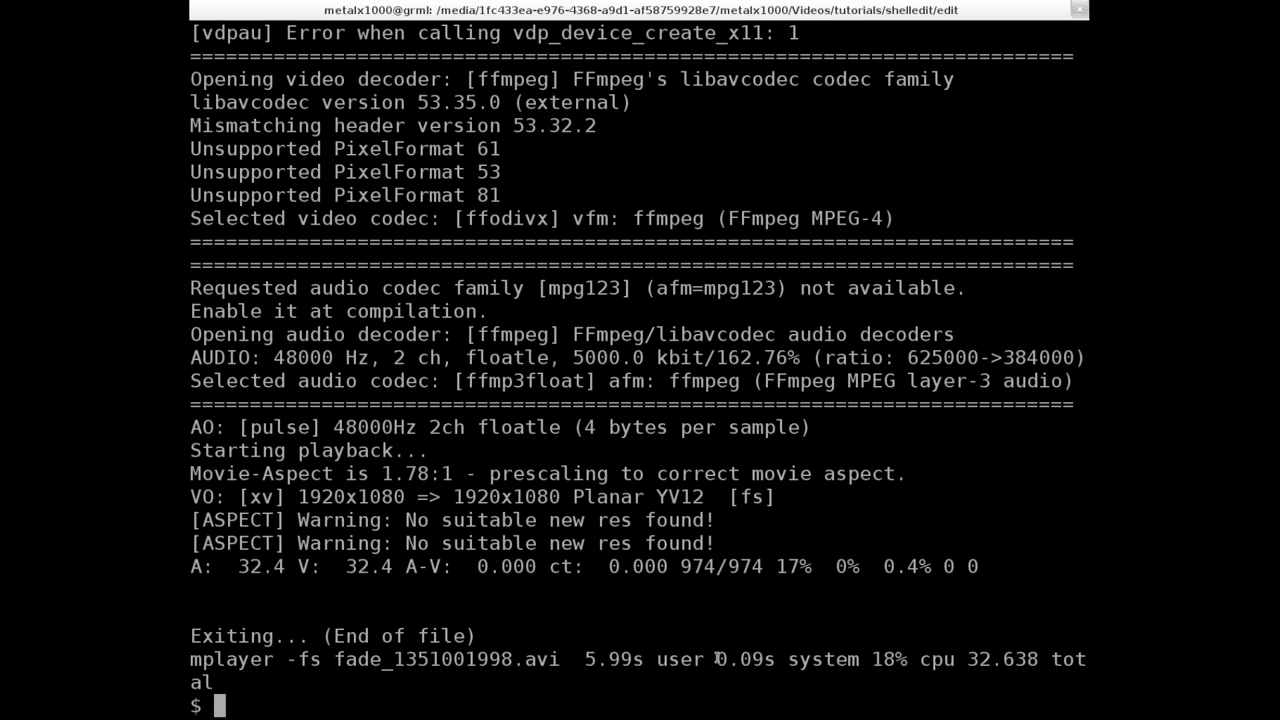 metalx1000@grml: /media/1fc433ea-e976-4368-a9d1-af58759928e7/metalx1000/Videos/tutorials/shelledit/edit
[vdpau] Error when calling vdp_device_create_x11: 1
==========================================================================
Opening video decoder: [ffmpeg] FFmpeg's libavcodec codec family
libavcodec version 53.35.0 (external)
Mismatching header version 53.32.2
Unsupported PixelFormat 61
Unsupported PixelFormat 53
Unsupported PixelFormat 81
Selected video codec: [ffodivx] vfm: ffmpeg (FFmpeg MPEG-4)
==========================================================================
==========================================================================
Requested audio codec family [mpg123] (afm=mpg123) not available.
Enable it at compilation.
Opening audio decoder: [ffmpeg] FFmpeg/libavcodec audio decoders
AUDIO: 48000 Hz, 2 ch, floatle, 5000.0 kbit/162.76% (ratio: 625000->384000)
Selected audio codec: [ffmp3float] afm: ffmpeg (FFmpeg MPEG layer-3 audio)
==========================================================================
AO: [pulse] 48000Hz 2ch floatle (4 bytes per sample)
Starting playback...
Movie-Aspect is 1.78:1 - prescaling to correct movie aspect.
VO: [xv] 1920x1080 => 1920x1080 Planar YV12  [fs]
[ASPECT] Warning: No suitable new res found!
[ASPECT] Warning: No suitable new res found!
A:  32.4 V:  32.4 A-V:  0.000 ct:  0.000 974/974 17%  0%  0.4% 0 0
Exiting... (End of file)
mplayer -fs fade_1351001998.avi  5.99s user 0.09s system 18% cpu 32.638 tot
al
$